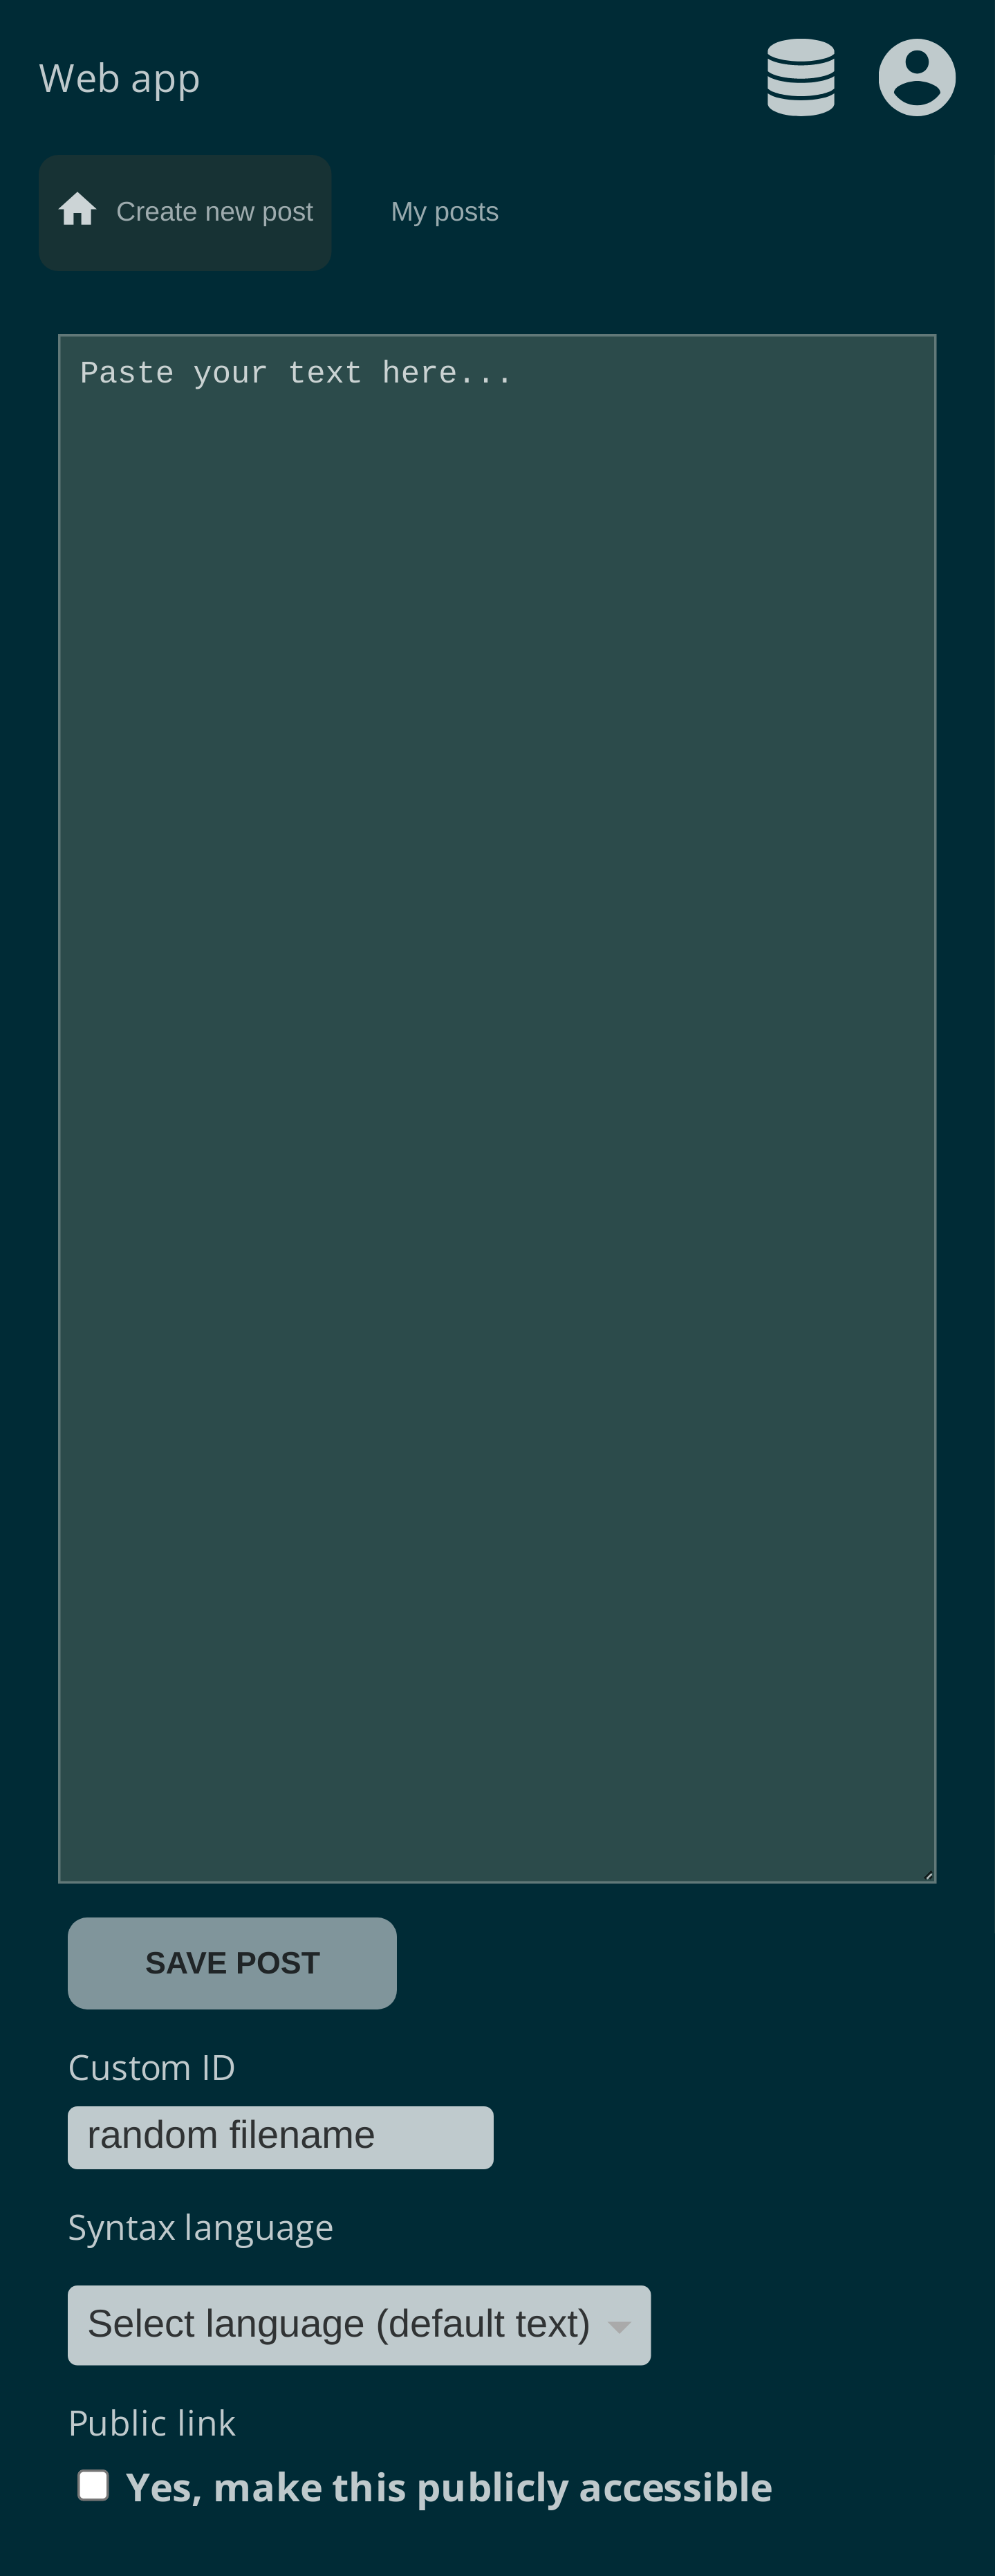 Web app
Create new post
My posts
Paste your text here...
SAVE POST
Custom ID
random filename
Syntax language
Select language (default text)
Public link
Yes, make this publicly accessible